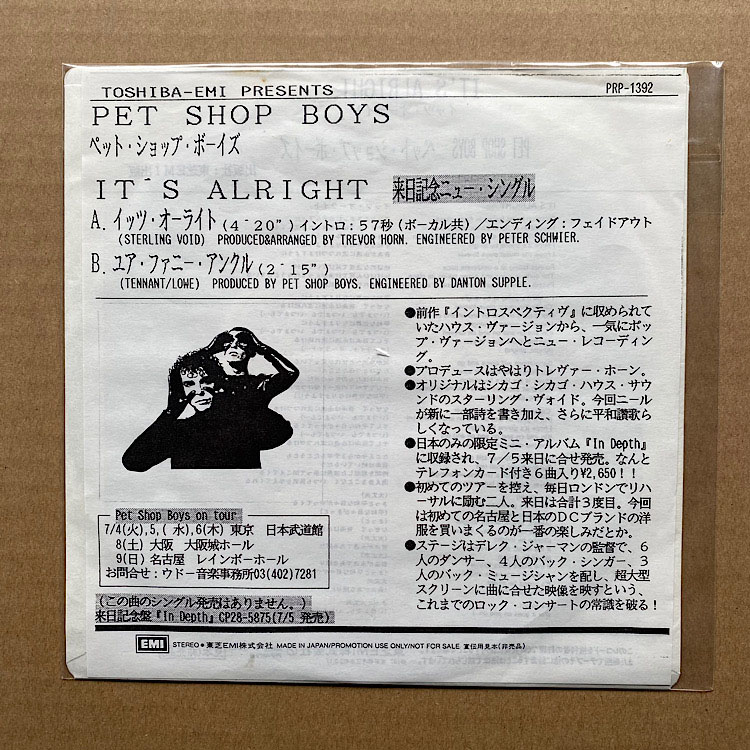 TOSHIBA-EMI PRESENTS
PRP-1392
PET SHOP BOYS
ペット・ショップ・ボーイズ
IT´S ALRIGHT 来日記念ニュー・シングル
A. イッツ・オーライト(4´20”)イントロ:57秒(ボーカル共)/エンディング:フェイドアウト
(STERLING VOID) PRODUCED&ARRANGED BY TREVOR HORN. ENGINEERED BY PETER SCHWIER.
B. ユア・ファニー・アンクル(2´15”)
(TENNANT/LOWE) PRODUCED BY PET SHOP BOYS. ENGINEERED BY DANTON SUPPLE.
●前作『イントロスペクティヴ』に収められ
ていたハウス・ヴァージョンから、一気にポッ
プ・ヴァージョンへとニュー・レコーディン
グ。
●プロデュースはやはりトレヴァー・ホーン。
●オリジナルはシカゴ・シカゴ・ハウス・サウ
ンドのスターリング・ヴォイド。今回ニール
が新に一部詩を書き加え、さらに平和讃歌ら
しくなっている。
●日本のみの限定ミニ・アルバム『In Depth』
に収録され、7/5来日に合せ発売。なんと
テレフォンカード付き6曲入り¥2,650!!
●初めてのツアーを控え、毎日ロンドンでリハ
ーサルに励む二人。来日は合計3度目。今回
は初めての名古屋と日本のDCブランドの洋
服を買いまくるのが一番の楽しみだとか。
●ステージはデレク・ジャーマンの監督で、6
人のダンサー、4人のバック・シンガー、3
人のバック・ミュージシャンを配し、超大型
スクリーンに曲に合せた映像を映すという、
これまでのロック・コンサートの常識を破る!
Pet Shop Boys on tour
7/4(火),5,(水),6(木) 東京 日本武道館
8(土) 大阪 大阪城ホール
9(日) 名古屋 レインボーホール
お問合せ:ウドー音楽事務所03(402)7281
(この曲のシングル発売はありません。)
来日記念盤『In Depth』CP28-5875(7/5 発売)
EMI STEREO●東芝EMI株式会社 MADE IN JAPAN/PROMOTION USE ONLY/NOT FOR SALE 宣伝用見本(非売品)